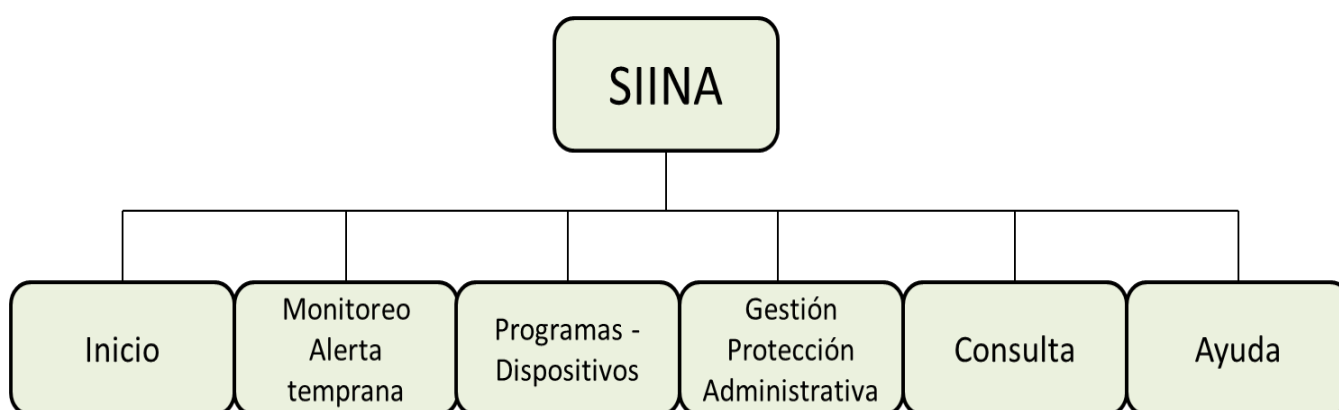 SIINA
Inicio
Monitoreo
Alerta
temprana
Programas -
Dispositivos
Gestión
Protección
Administrativa
Consulta
Ayuda